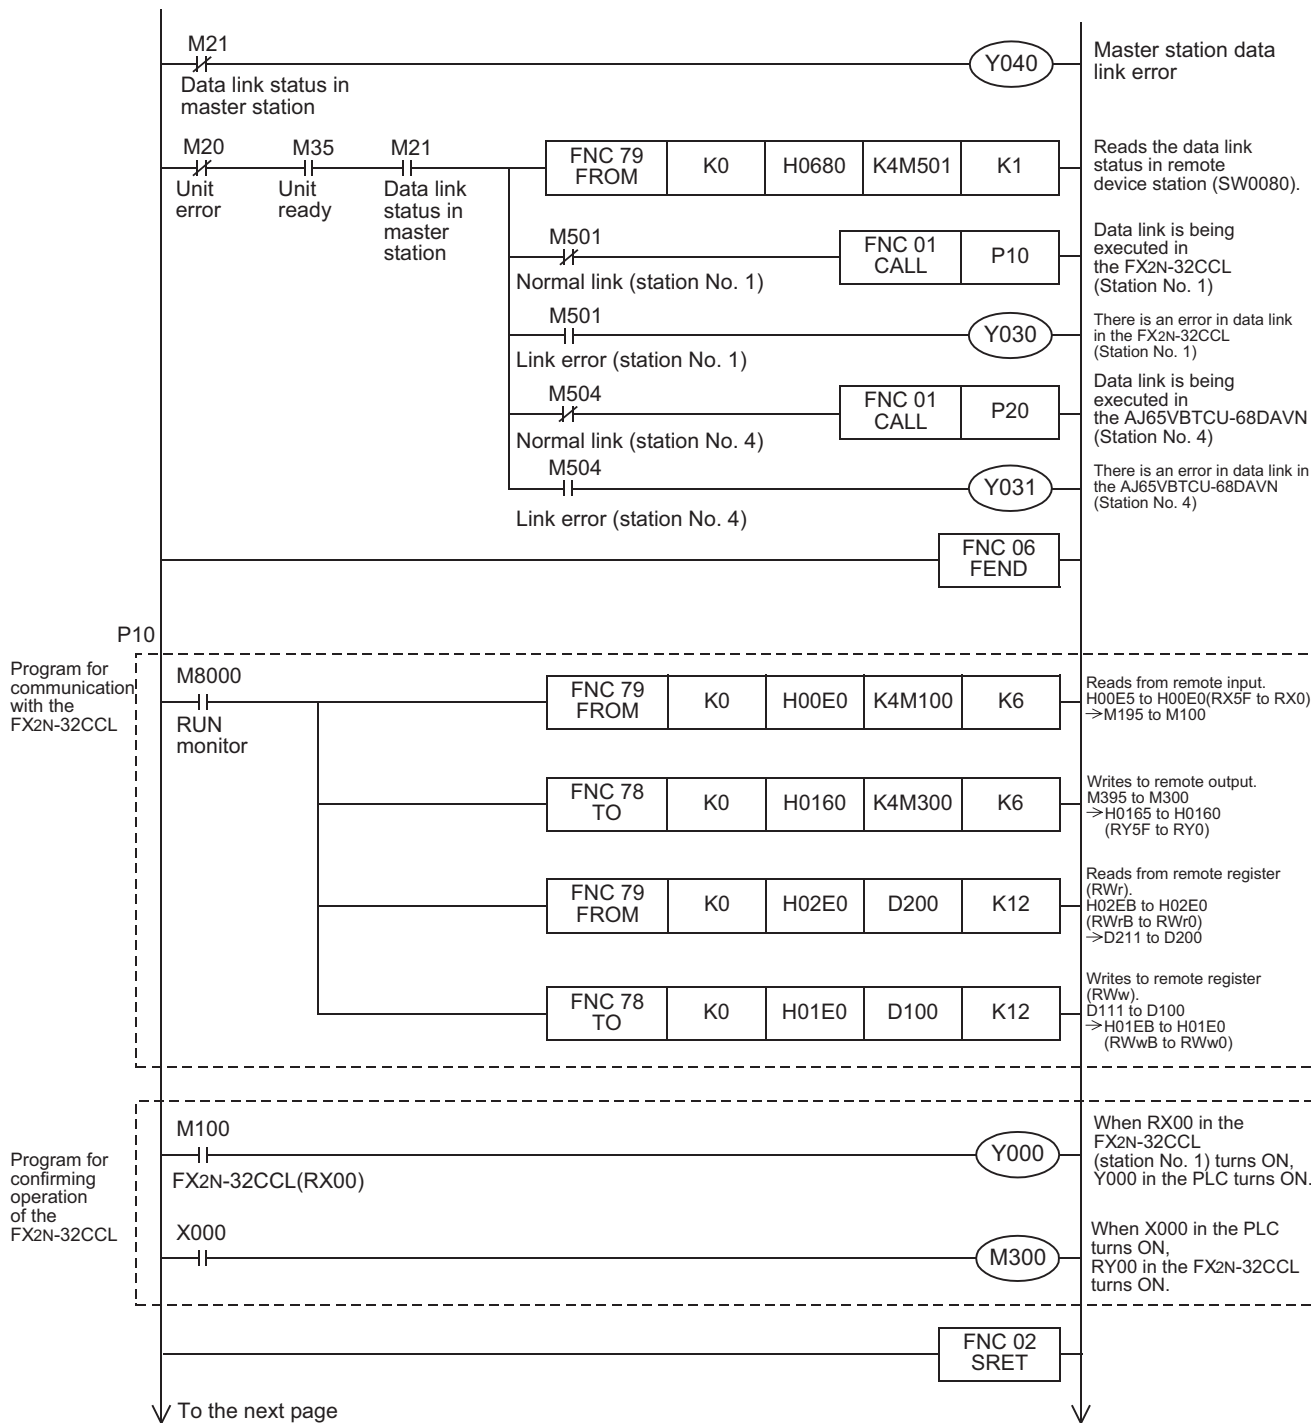 M21
Data link status in
master station
Y040
Master station data
link error
M20
Unit
error
M35
Unit
ready
M21
Data link
status in
master
station
FNC 79
FROM
K0
H0680
K4M501
K1
Reads the data link
status in remote
device station (SW0080).
M501
Normal link (station No. 1)
FNC 01
CALL
P10
Data link is being
executed in
the FX2N-32CCL
(Station No. 1)
M501
Link error (station No. 1)
Y030
There is an error in data link
in the FX2N-32CCL
(Station No. 1)
M504
Normal link (station No. 4)
FNC 01
CALL
P20
Data link is being
executed in
the AJ65VBTCU-68DAVN
(Station No. 4)
M504
Link error (station No. 4)
Y031
There is an error in data link in
the AJ65VBTCU-68DAVN
(Station No. 4)
FNC 06
FEND
P10
Program for
communication
with the
FX2N-32CCL
M8000
RUN
monitor
FNC 79
FROM
K0
H00E0
K4M100
K6
Reads from remote input.
H00E5 to H00E0(RX5F to RX0)
→M195 to M100
FNC 78
TO
K0
H0160
K4M300
K6
Writes to remote output.
M395 to M300
→H0165 to H0160
(RY5F to RY0)
FNC 79
FROM
K0
H02E0
D200
K12
Reads from remote register
(RWr).
H02EB to H02E0
(RWrB to RWr0)
→D211 to D200
FNC 78
TO
K0
H01E0
D100
K12
Writes to remote register
(RWw).
D111 to D100
→H01EB to H01E0
(RWwB to RWw0)
Program for
confirming
operation
of the
FX2N-32CCL
M100
FX2N-32CCL(RX00)
Y000
When RX00 in the
FX2N-32CCL
(station No. 1) turns ON,
Y000 in the PLC turns ON.
X000
M300
When X000 in the PLC
turns ON,
RY00 in the FX2N-32CCL
turns ON.
FNC 02
SRET
To the next page